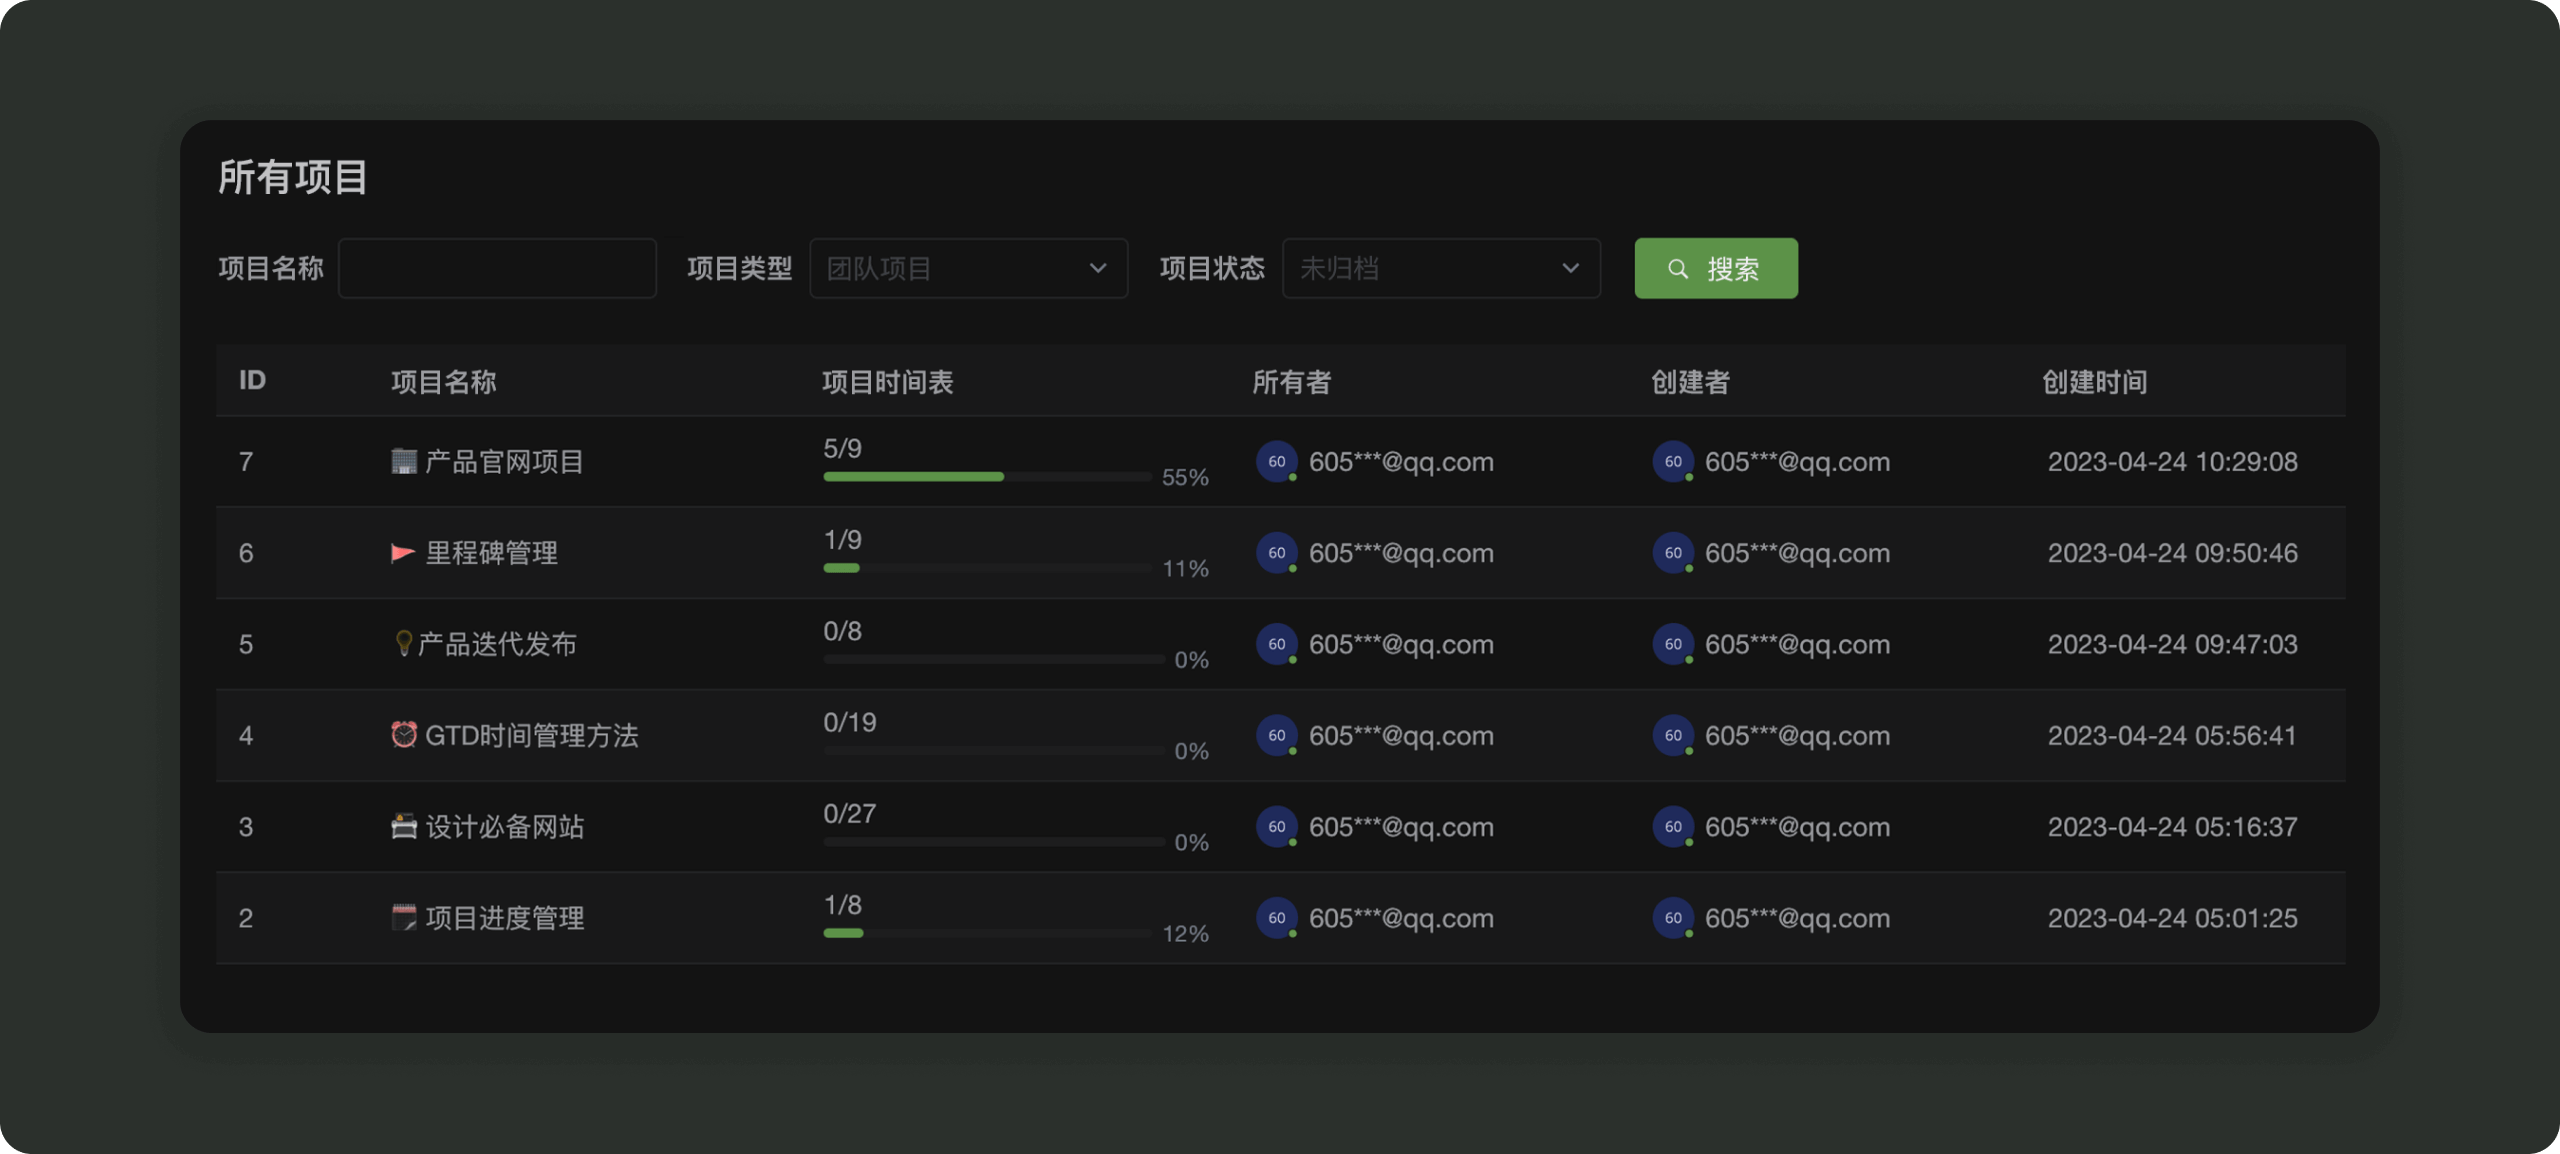 所有项目
项目名称 项目类型 团队项目 项目状态 未归档 搜索
ID 项目名称 项目时间表 所有者 创建者 创建时间
7 产品官网项目 5/9 55% 60 605***@qq.com 60 605***@qq.com 2023-04-24 10:29:08
6 里程碑管理 1/9 11% 60 605***@qq.com 60 605***@qq.com 2023-04-24 09:50:46
5 产品迭代发布 0/8 0% 60 605***@qq.com 60 605***@qq.com 2023-04-24 09:47:03
4 GTD时间管理方法 0/19 0% 60 605***@qq.com 60 605***@qq.com 2023-04-24 05:56:41
3 设计必备网站 0/27 0% 60 605***@qq.com 60 605***@qq.com 2023-04-24 05:16:37
2 项目进度管理 1/8 12% 60 605***@qq.com 60 605***@qq.com 2023-04-24 05:01:25